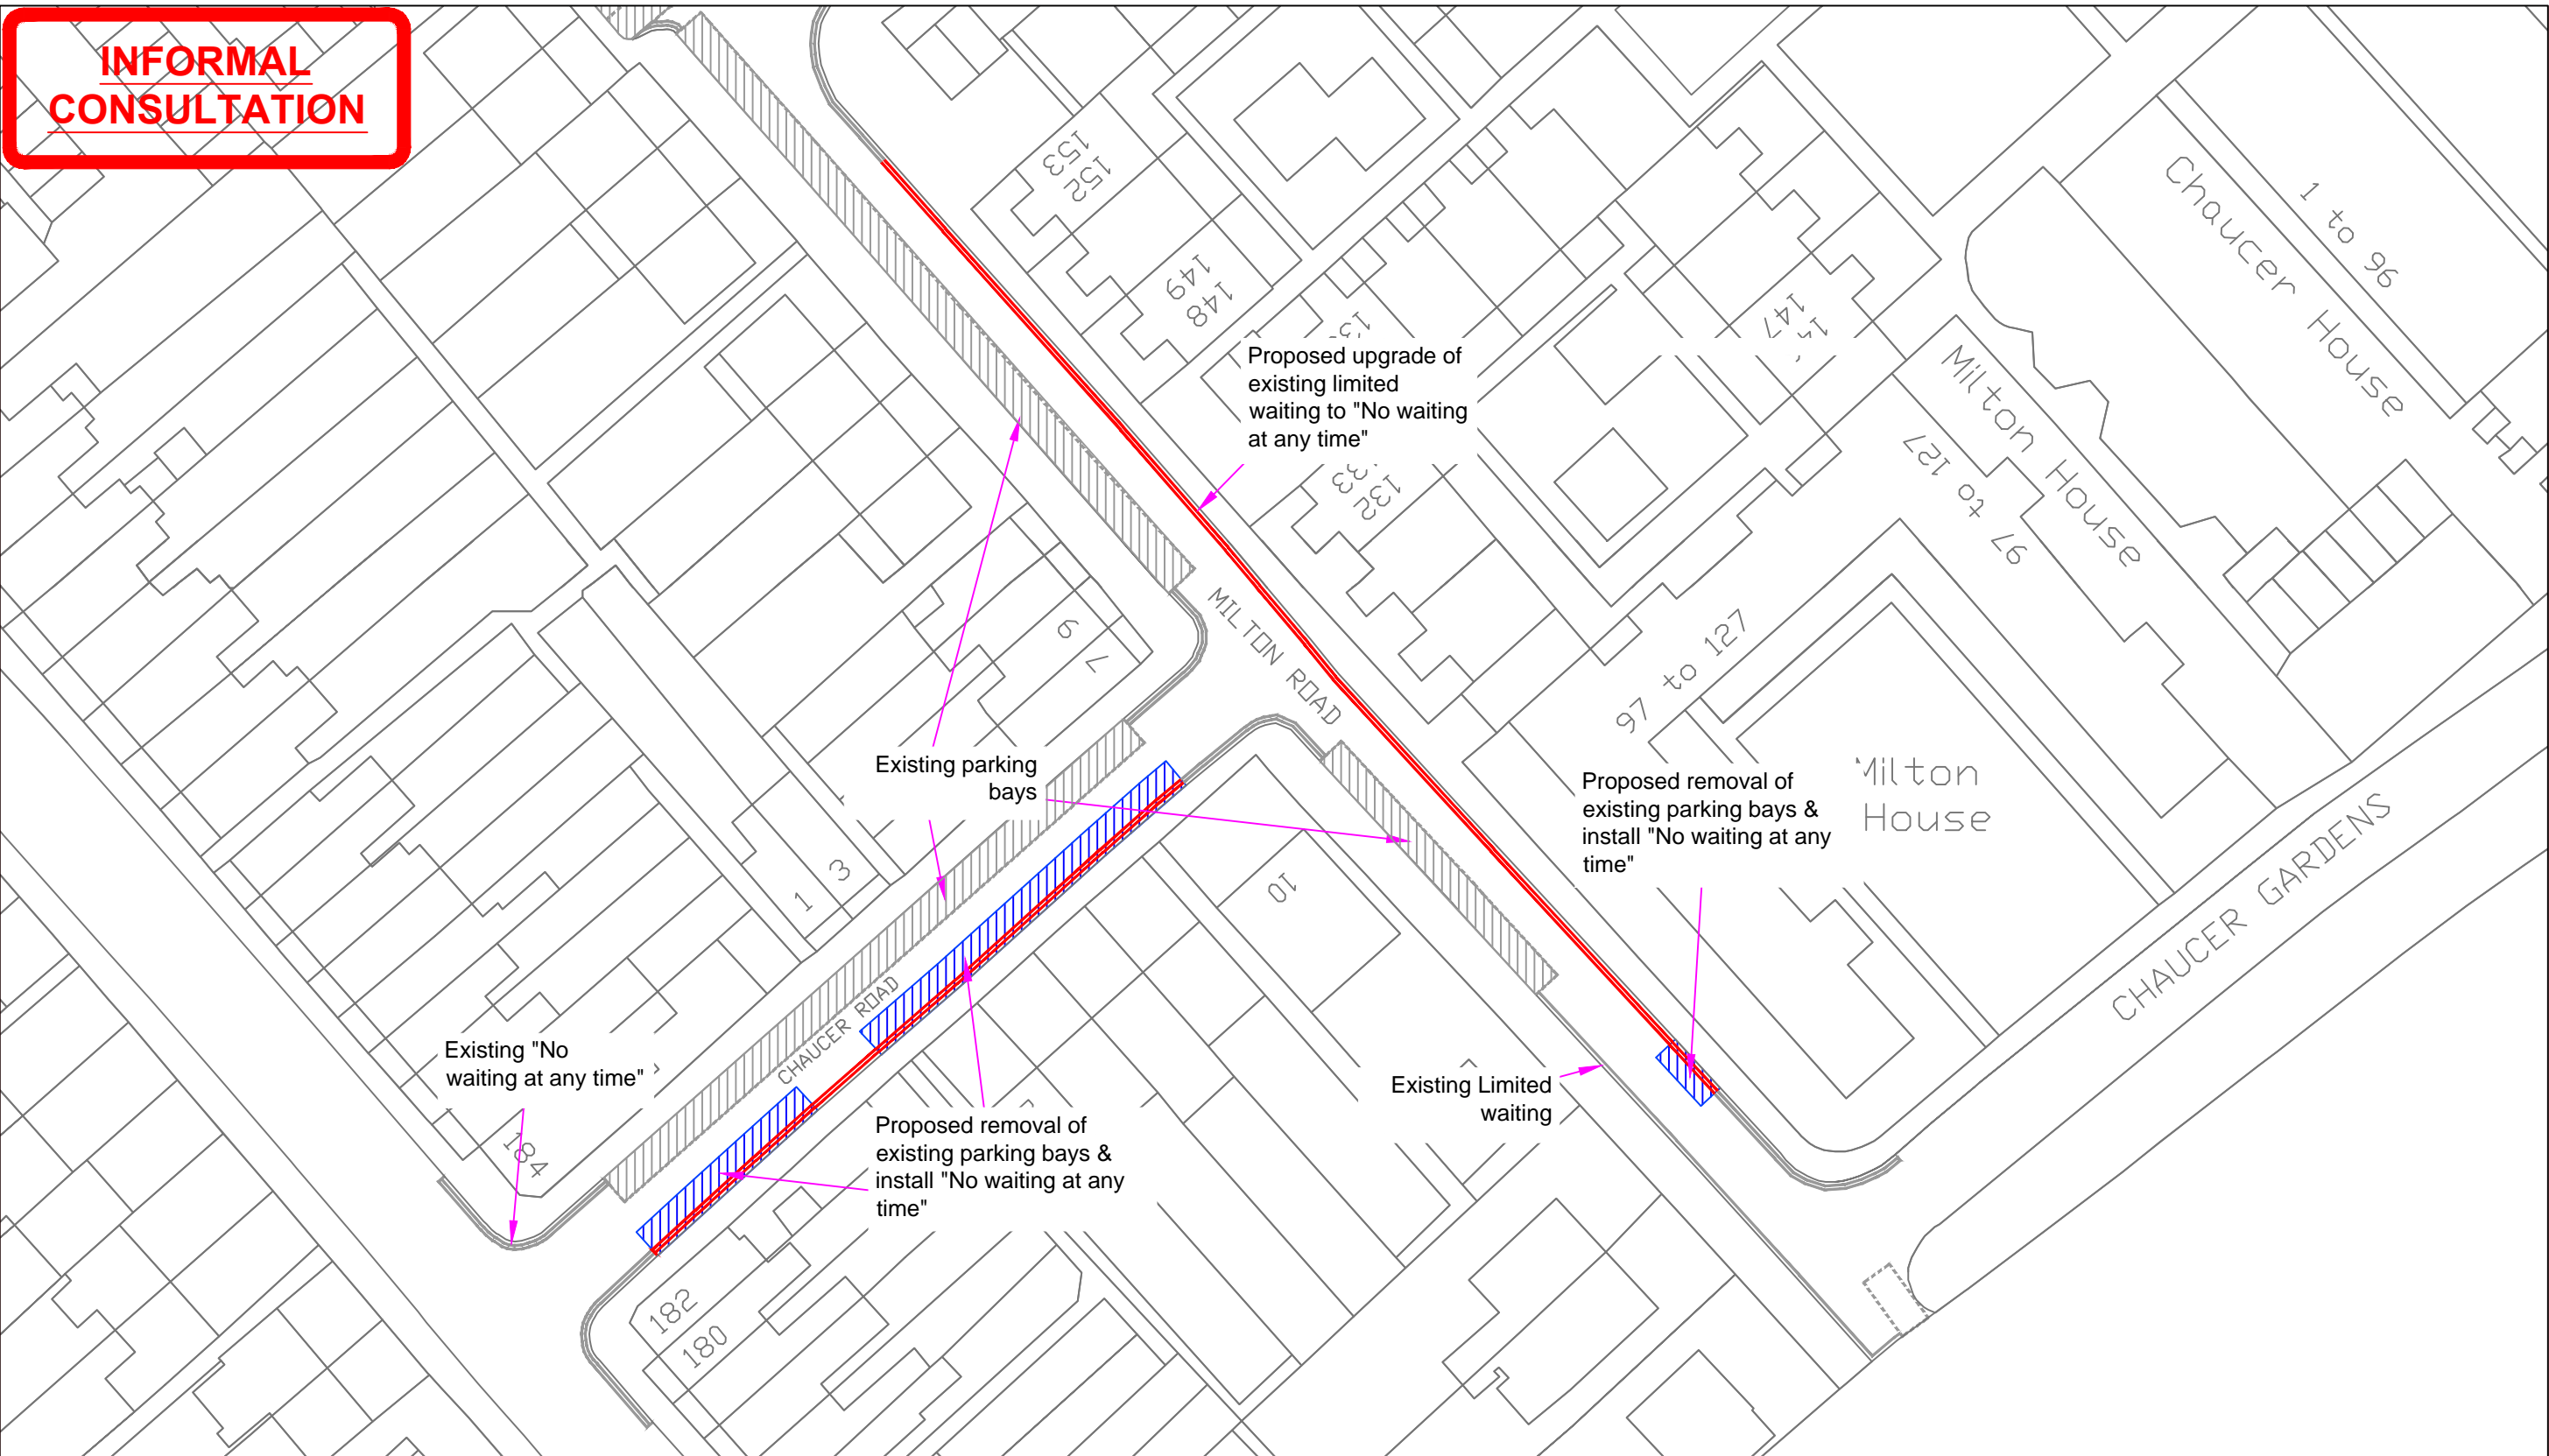 INFORMAL
CONSULTATION
153
152
149
148
147
1 to 96
Chaucer House
Milton House
97 to 127
Proposed upgrade of
existing limited
waiting to "No waiting
at any time"
133
132
MILTON ROAD
6
7
97 to 127
Existing parking
bays
Proposed removal of
existing parking bays &
install "No waiting at any
time"
Milton
House
CHAUCER GARDENS
1
3
10
CHAUCER ROAD
Existing "No
waiting at any time"
Existing Limited
waiting
Proposed removal of
existing parking bays &
install "No waiting at any
time"
184
182
180